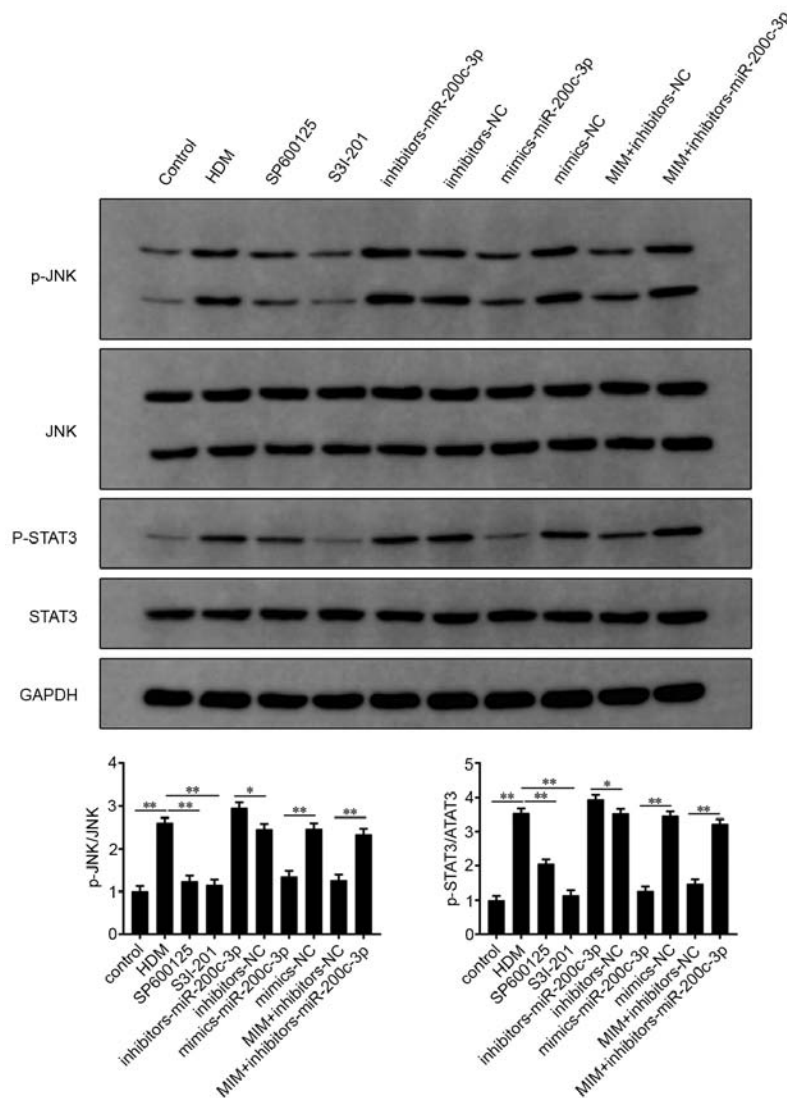 Control
HDM
SP600125
S3I-201
inhibitors-miR-200c-3p
iinhibitors-NC
mimics-miR-200c-3p
mimics-NC
MIM+inhibitors-NC
MIM+inhibitors-miR-200c-3p
p-JNK
JNK
P-STAT3
STAT3
GAPDH
p-JNK/JNK
4
3
2
1
0
**
**
**
*
**
**
control
HDM
SP600125
S3I-201
inhibitors-miR-200c-3p
inhibitors-NC
mimics-miR-200c-3p
mimics-NC
MIM+inhibitors-NC
MIM+inhibitors-miR-200c-3p
p-STAT3/ATAT3
5
4
3
2
1
0
**
**
**
*
**
**
control
HDM
SP600125
S3I-201
inhibitors-miR-200c-3p
inhibitors-NC
mimics-miR-200c-3p
mimics-NC
MIM+inhibitors-NC
MIM+inhibitors-miR-200c-3p